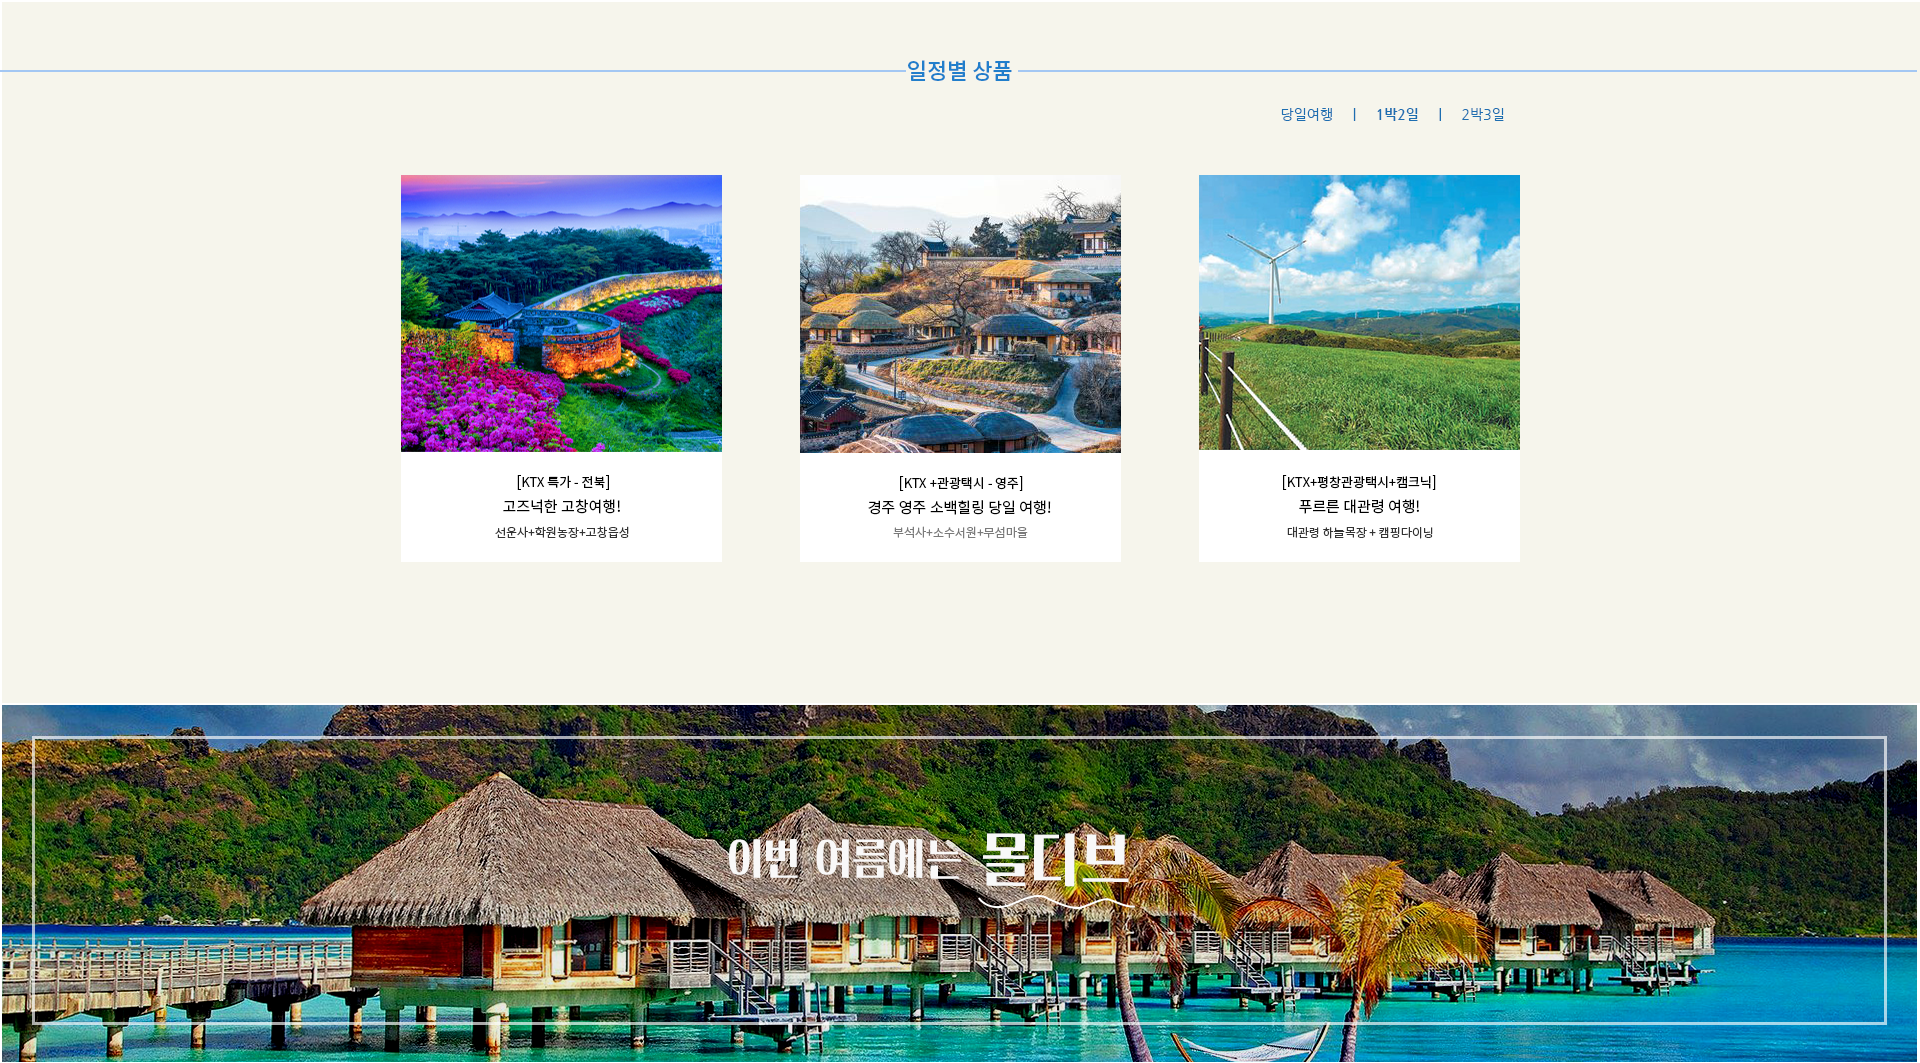 일정별 상품
당일여행 | 1박2일 | 2박3일
[KTX 특가 - 전북]
고즈넉한 고창여행!
선운사+학원농장+고창읍성
[KTX +관광택시 - 영주]
경주 영주 소백힐링 당일 여행!
부석사+소수서원+무섬마을
[KTX+평창관광택시+캠크닉]
푸르른 대관령 여행!
대관령 하늘목장 + 캠핑다이닝
이번 여름에는 몰디브